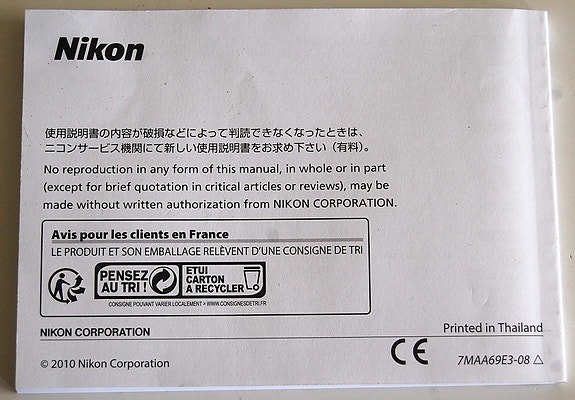 Nikon
使用説明書の内容が破損などによって判読できなくなったときは、
ニコンサービス機関にて新しい使用説明書をお求め下さい（有料）。
No reproduction in any form of this manual, in whole or in part
(except for brief quotation in critical articles or reviews), may be
made without written authorization from NIKON CORPORATION.
Avis pour les clients en France
LE PRODUIT ET SON EMBALLAGE RELÈVENT D'UNE CONSIGNE DE TRI
PENSEZ
AU TRI !
ETUI
CARTON
À RECYCLER
CONSIGNE POUVANT VARIER LOCALEMENT > WWW.CONSIGNESDETRI.FR
NIKON CORPORATION
Printed in Thailand
© 2010 Nikon Corporation
CE
7MAA69E3-08 △